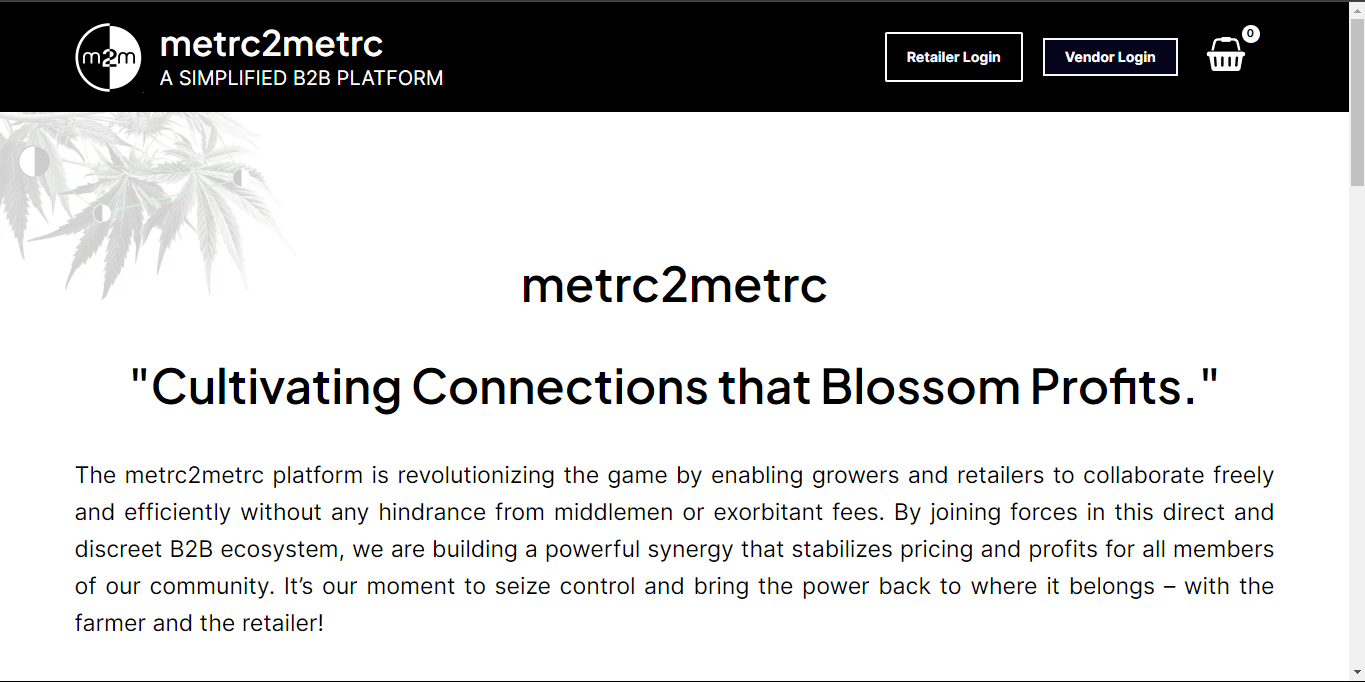 m2m
metrc2metrc
A SIMPLIFIED B2B PLATFORM
Retailer Login
Vendor Login
0
metrc2metrc
"Cultivating Connections that Blossom Profits."
The metrc2metrc platform is revolutionizing the game by enabling growers and retailers to collaborate freely
and efficiently without any hindrance from middlemen or exorbitant fees. By joining forces in this direct and
discreet B2B ecosystem, we are building a powerful synergy that stabilizes pricing and profits for all members
of our community. It’s our moment to seize control and bring the power back to where it belongs – with the
farmer and the retailer!